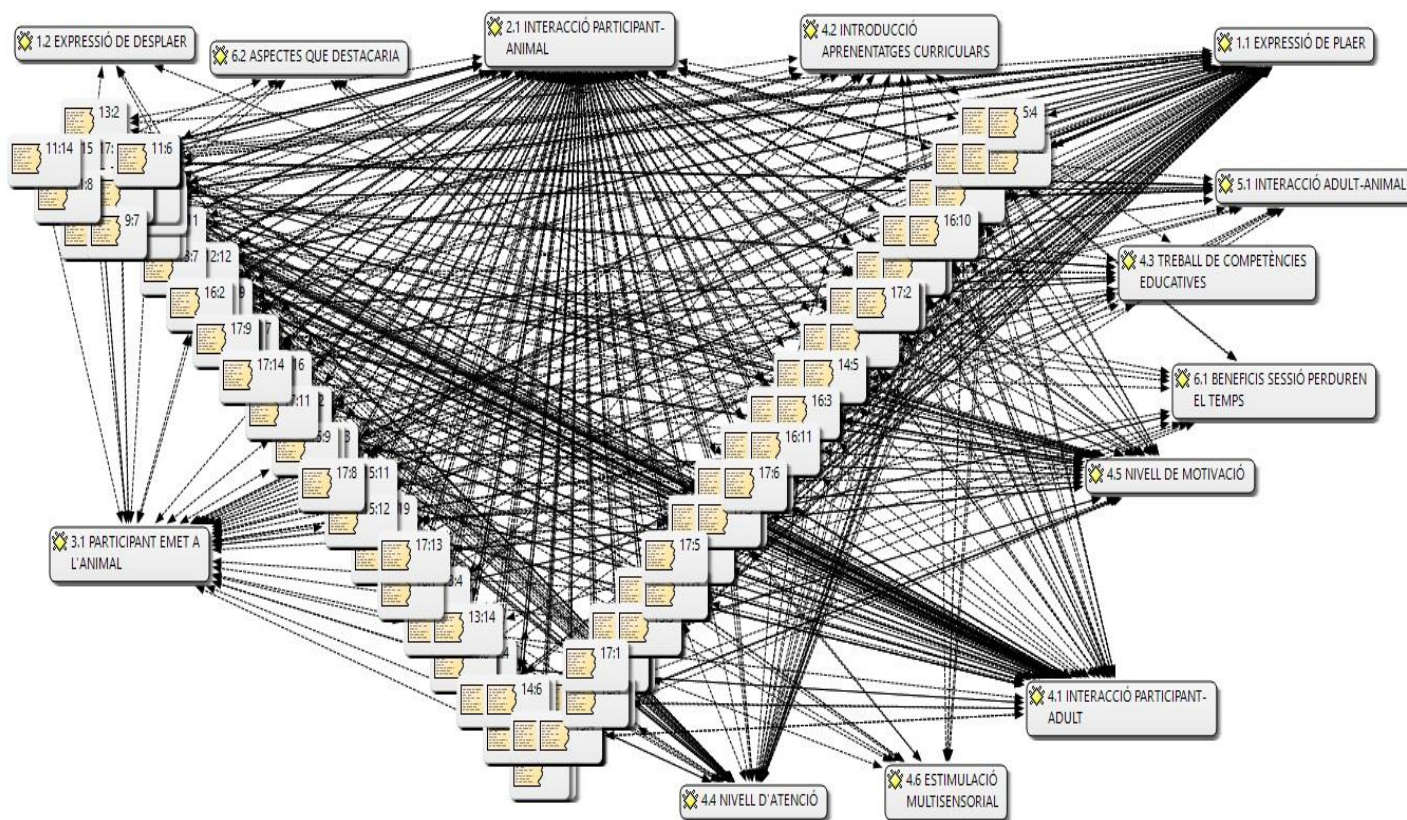 1.2 EXPRESSIÓ DE DESPLAER
6.2 ASPECTES QUE DESTACARIA
2.1 INTERACCIÓ PARTICIPANT-
ANIMAL
4.2 INTRODUCCIÓ
APRENENTATGES CURRICULARS
1.1 EXPRESSIÓ DE PLAER
5.1 INTERACCIÓ ADULT-ANIMAL
4.3 TREBALL DE COMPETÈNCIES
EDUCATIVES
6.1 BENEFICIS SESSIÓ PERDUREN
EL TEMPS
4.5 NIVELL DE MOTIVACIÓ
4.1 INTERACCIÓ PARTICIPANT-
ADULT
4.6 ESTIMULACIÓ
MULTISENSORIAL
4.4 NIVELL D'ATENCIÓ
3.1 PARTICIPANT EMET A
L'ANIMAL
13:2
11:14
11:6
9:7
12:12
16:2
17:9
17:14
17:8
17:13
13:14
14:6
17:1
17:5
17:6
16:11
16:3
14:5
17:2
16:10
5:4